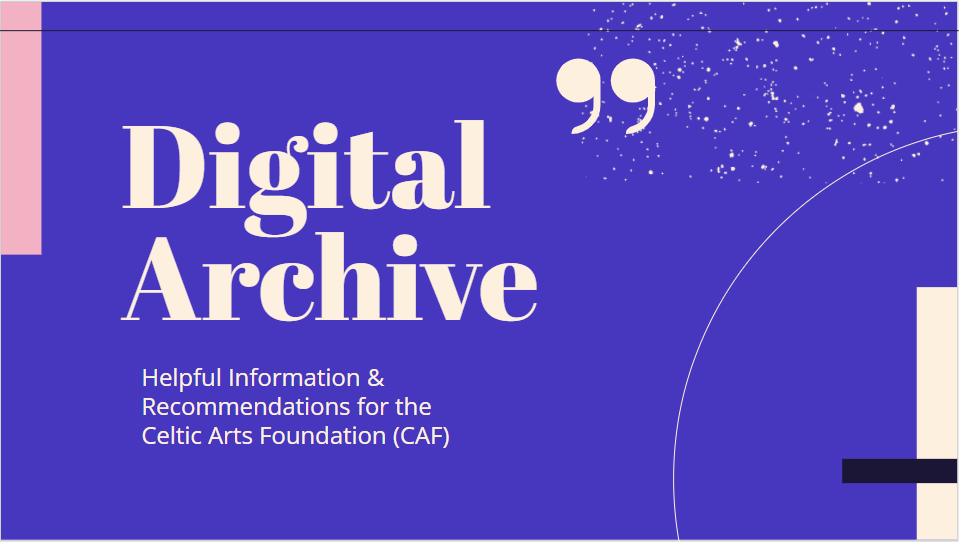 Digital
Archive
”
Helpful Information &
Recommendations for the
Celtic Arts Foundation (CAF)